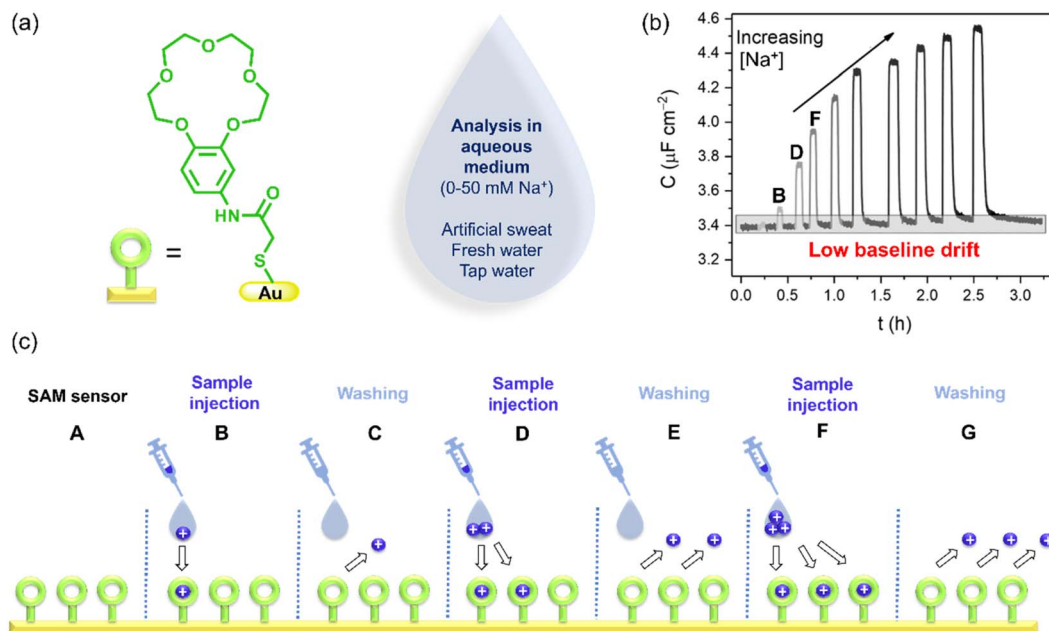 (a)
O
O
O
O
O
NH
O
S
Au
=
Analysis in
aqueous
medium
(0-50 mM Na⁺)
Artificial sweat
Fresh water
Tap water
(b)
Increasing
[Na⁺]
B
D
F
Low baseline drift
C (μF cm⁻²)
4.6
4.4
4.2
4.0
3.8
3.6
3.4
3.2
0.0 0.5 1.0 1.5 2.0 2.5 3.0
t (h)
(c)
SAM sensor
A
Sample
injection
B
Washing
C
Sample
injection
D
Washing
E
Sample
injection
F
Washing
G
+
+
+
+ +
+ +
+ +
+ + +
+ + +
+ + +